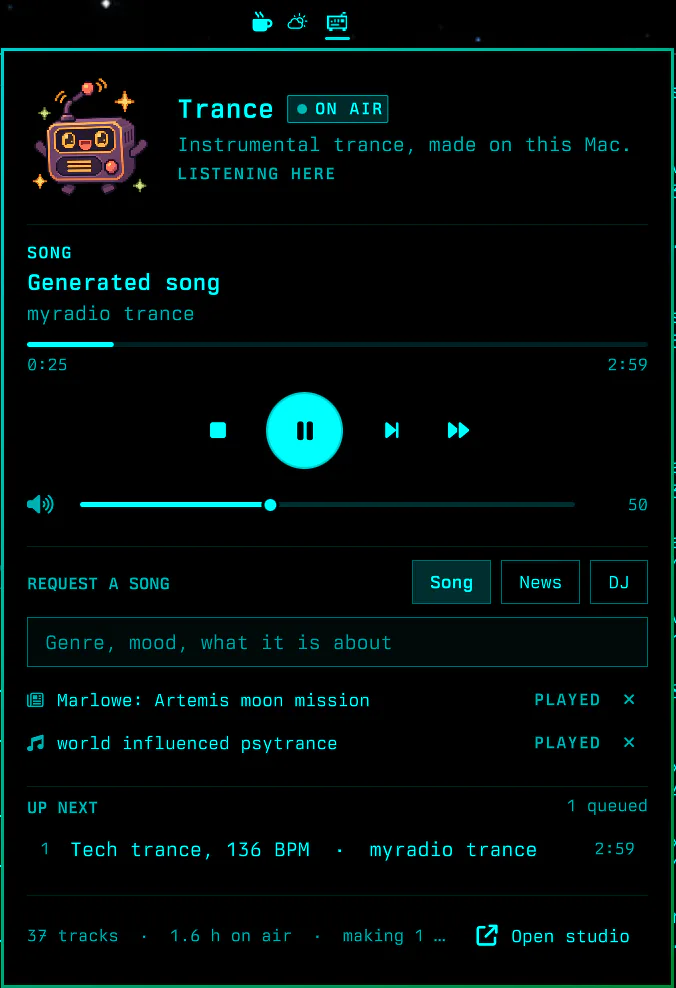 Trance ON AIR
Instrumental trance, made on this Mac.
LISTENING HERE
SONG
Generated song
myradio trance
0:25 2:59
50
REQUEST A SONG Song News DJ
Genre, mood, what it is about
Marlowe: Artemis moon mission PLAYED ×
world influenced psytrance PLAYED ×
UP NEXT 1 queued
1 Tech trance, 136 BPM · myradio trance 2:59
37 tracks · 1.6 h on air · making 1 … Open studio